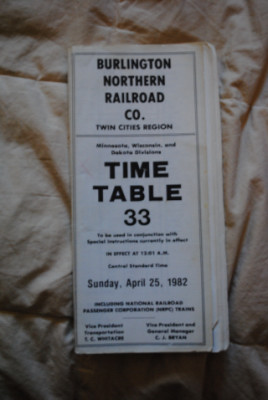 BURLINGTON
NORTHERN
RAILROAD
CO.
TWIN CITIES REGION
Minnesota, Wisconsin, and
Dakota Divisions
TIME
TABLE
33
To be used in conjunction with
Special Instructions currently in effect
IN EFFECT AT 12:01 A.M.
Central Standard Time
Sunday, April 25, 1982
INCLUDING NATIONAL RAILROAD
PASSENGER CORPORATION (NRPC) TRAINS
Vice President
Transportation
T. C. WHITACRE
Vice President and
General Manager
C. J. BRYAN